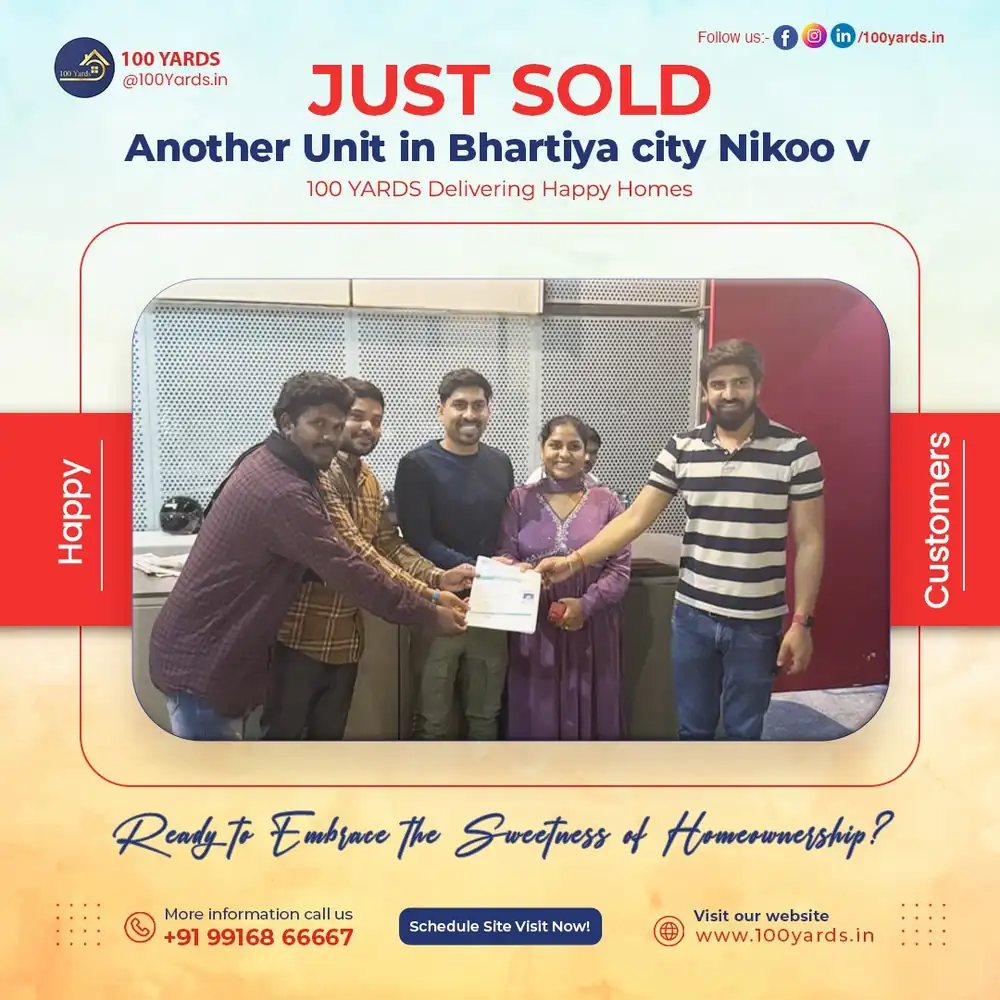 100 Yards
100 YARDS
@100Yards.in
Follow us:- /100yards.in
JUST SOLD
Another Unit in Bhartiya city Nikoo v
100 YARDS Delivering Happy Homes
Happy
Customers
Ready to Embrace the Sweetness of Homeownership?
More information call us
+91 99168 66667
Schedule Site Visit Now!
Visit our website
www.100yards.in